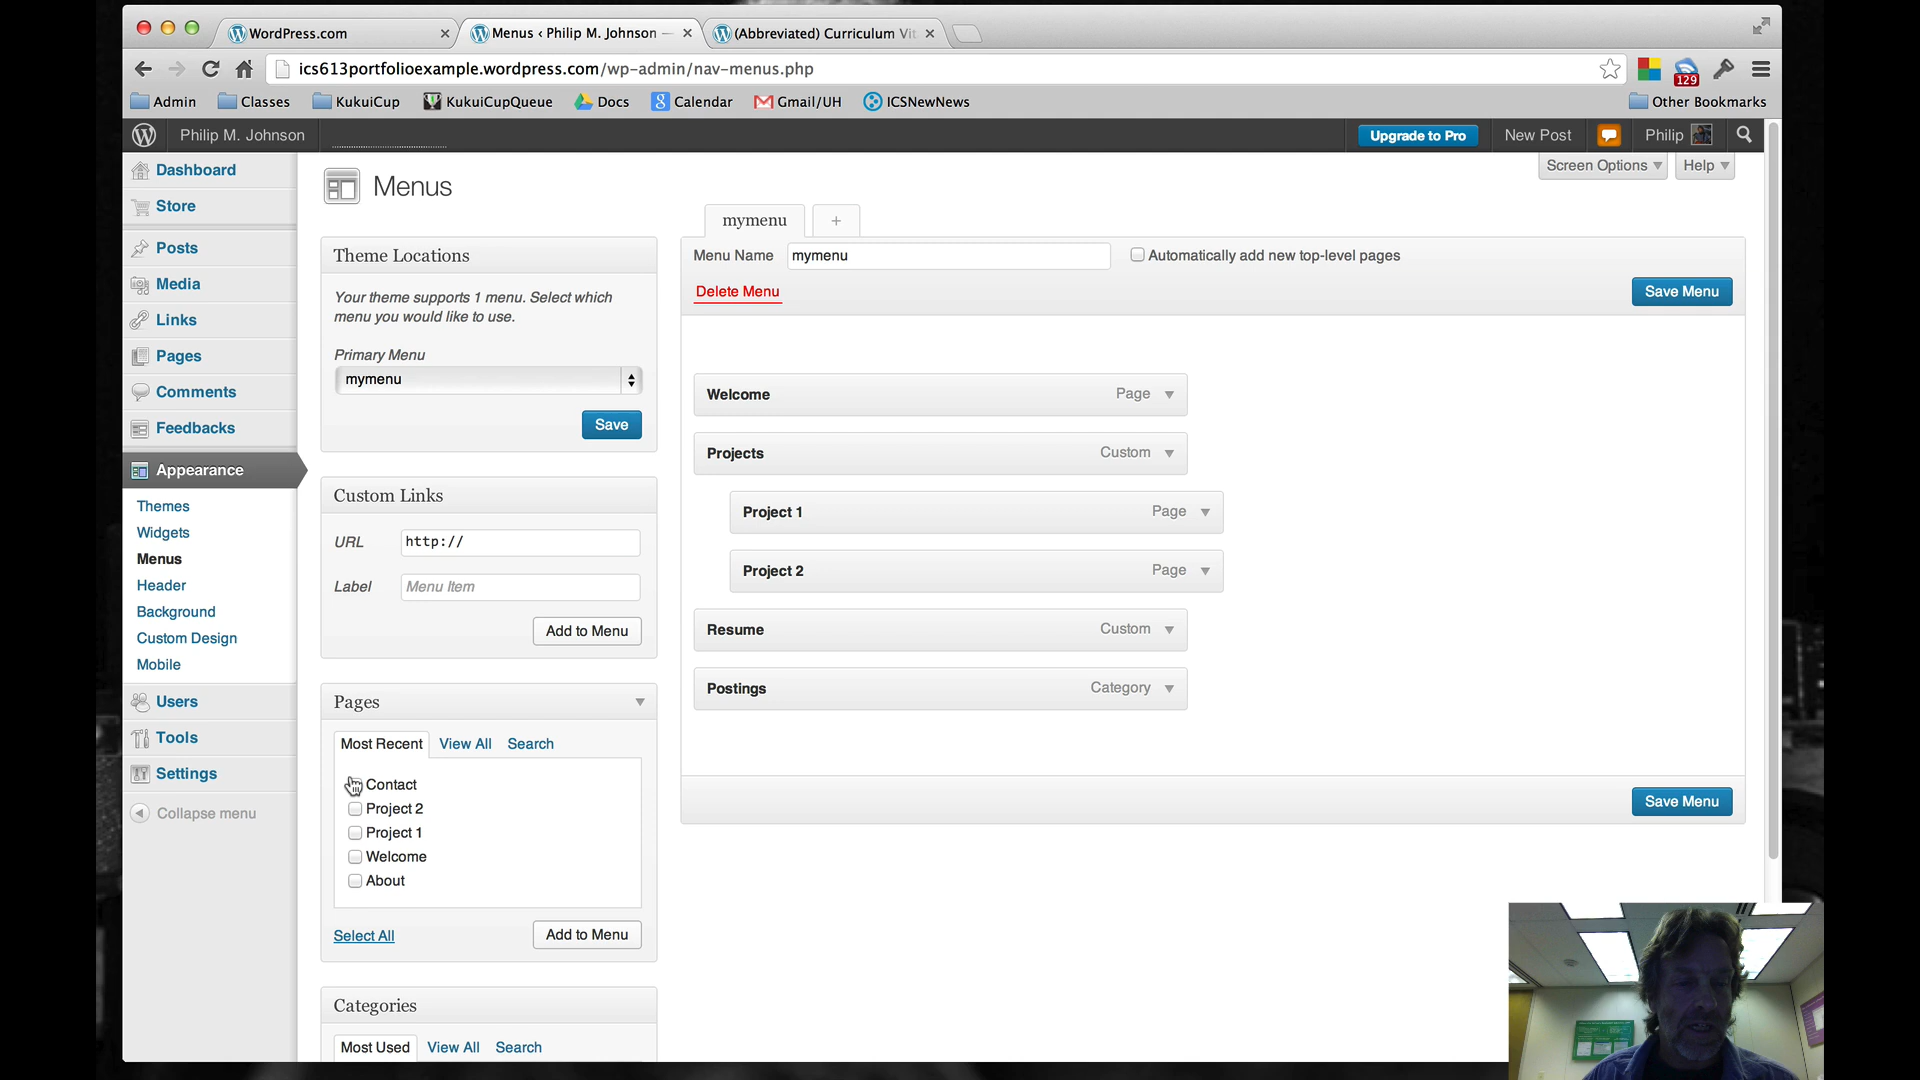 WordPress.com
Menus ‹ Philip M. Johnson —
(Abbreviated) Curriculum Vit
ics613portfolioexample.wordpress.com/wp-admin/nav-menus.php
129
Admin
Classes
KukuiCup
KukuiCupQueue
Docs
Calendar
Gmail/UH
ICSNewNews
Other Bookmarks
Philip M. Johnson
Upgrade to Pro
New Post
Philip
Screen Options
Help
Dashboard
Store
Posts
Media
Links
Pages
Comments
Feedbacks
Appearance
Themes
Widgets
Menus
Header
Background
Custom Design
Mobile
Users
Tools
Settings
Collapse menu
Menus
Theme Locations
Your theme supports 1 menu. Select which
menu you would like to use.
Primary Menu
mymenu
Save
Custom Links
URL http://
Label Menu Item
Add to Menu
Pages
Most Recent View All Search
Contact
Project 2
Project 1
Welcome
About
Select All
Add to Menu
Categories
Most Used View All Search
mymenu +
Menu Name mymenu
Automatically add new top-level pages
Delete Menu
Save Menu
Welcome Page
Projects Custom
Project 1 Page
Project 2 Page
Resume Custom
Postings Category
Save Menu